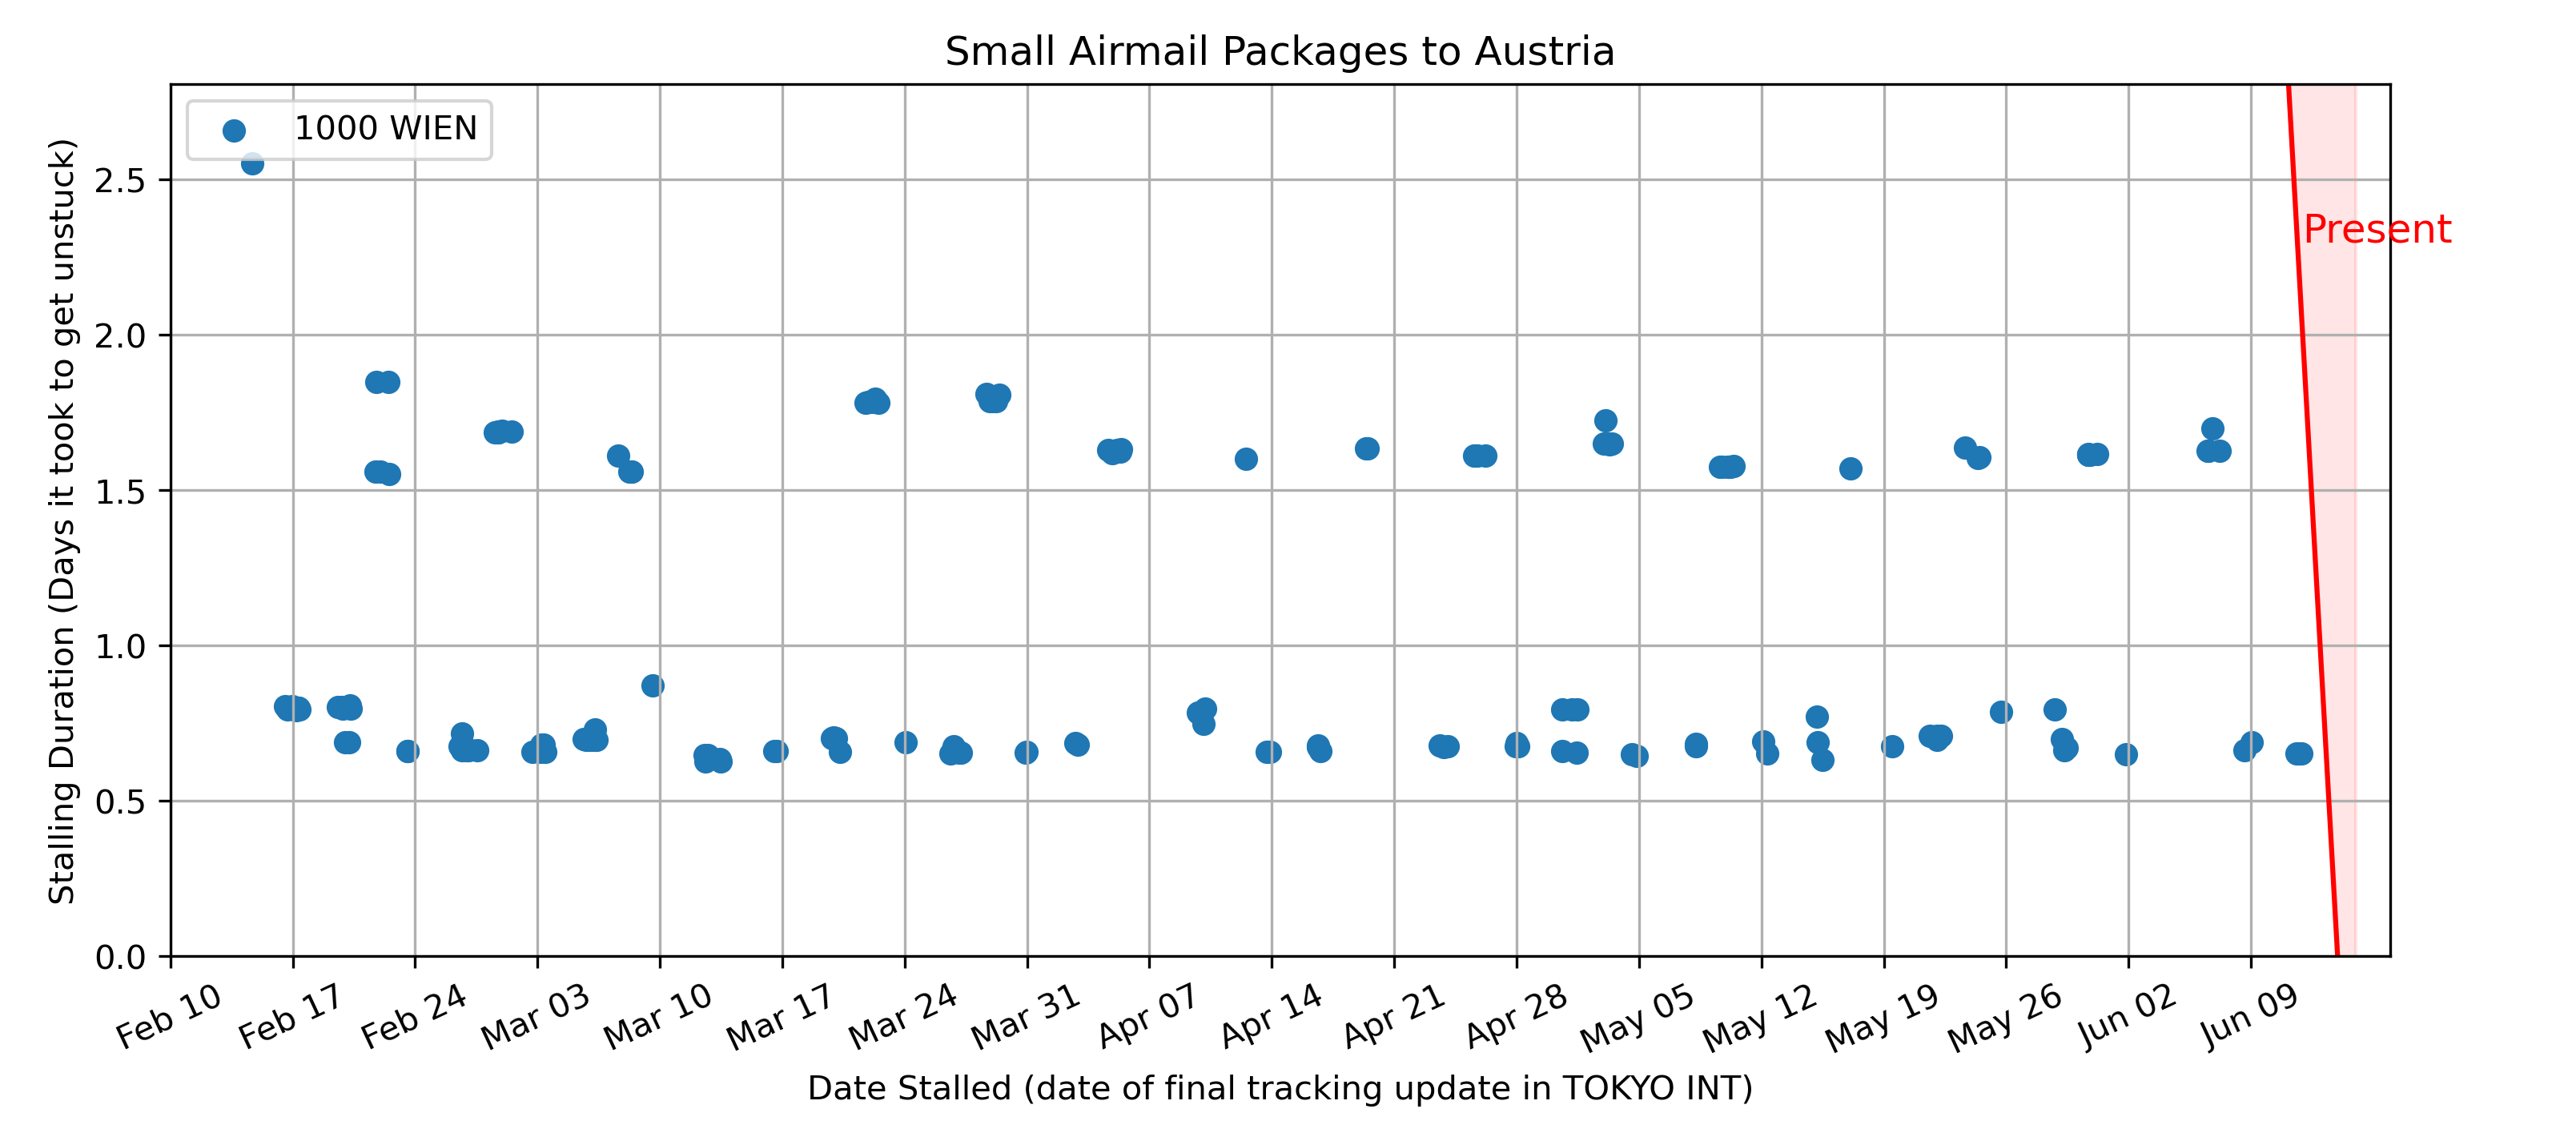 Small Airmail Packages to Austria
1000 WIEN
Present
Stalling Duration (Days it took to get unstuck)
2.5
2.0
1.5
1.0
0.5
0.0
Feb 10
Feb 17
Feb 24
Mar 03
Mar 10
Mar 17
Mar 24
Mar 31
Apr 07
Apr 14
Apr 21
Apr 28
May 05
May 12
May 19
May 26
Jun 02
Jun 09
Date Stalled (date of final tracking update in TOKYO INT)